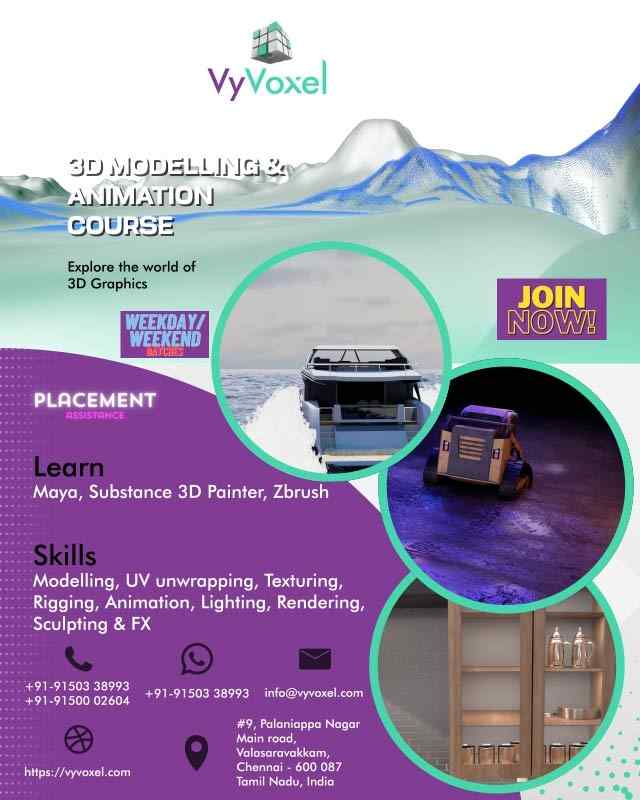 VyVoxel
3D MODELLING &
ANIMATION
COURSE
Explore the world of
3D Graphics
WEEKDAY/
WEEKEND
BATCHES
JOIN
NOW!
PLACEMENT
ASSISTANCE
Learn
Maya, Substance 3D Painter, Zbrush
Skills
Modelling, UV unwrapping, Texturing,
Rigging, Animation, Lighting, Rendering,
Sculpting & FX
+91-91503 38993
+91-91500 02604
+91-91503 38993
info@vyvoxel.com
https://vyvoxel.com
#9, Palaniappa Nagar
Main road,
Valasaravakkam,
Chennai - 600 087
Tamil Nadu, India